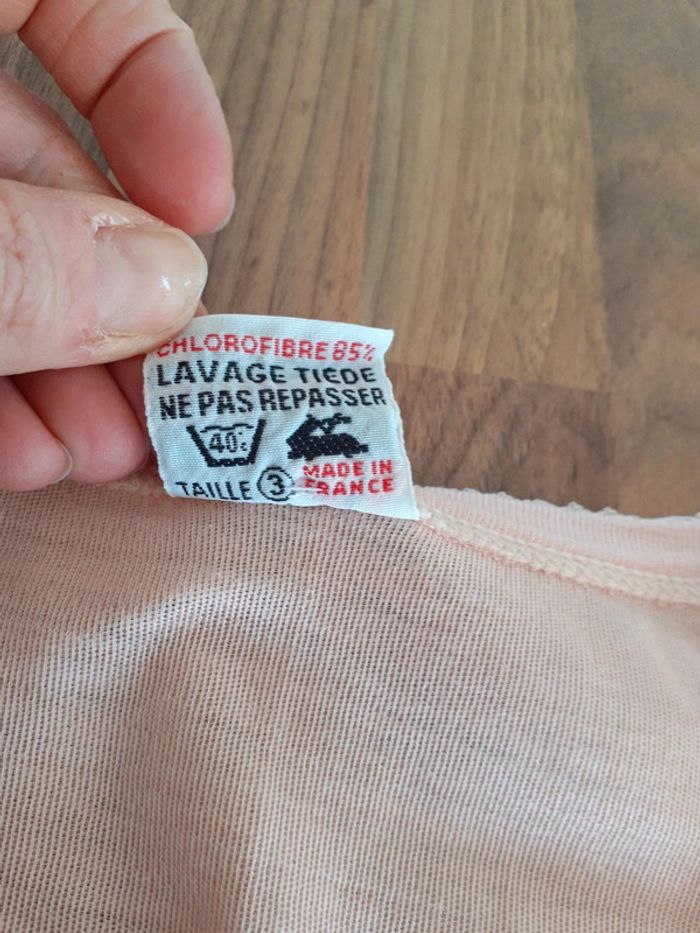 CHLOROFIBRE 85%
LAVAGE TIEDE
NE PAS REPASSER
40°
MADE IN
TAILLE 3 FRANCE